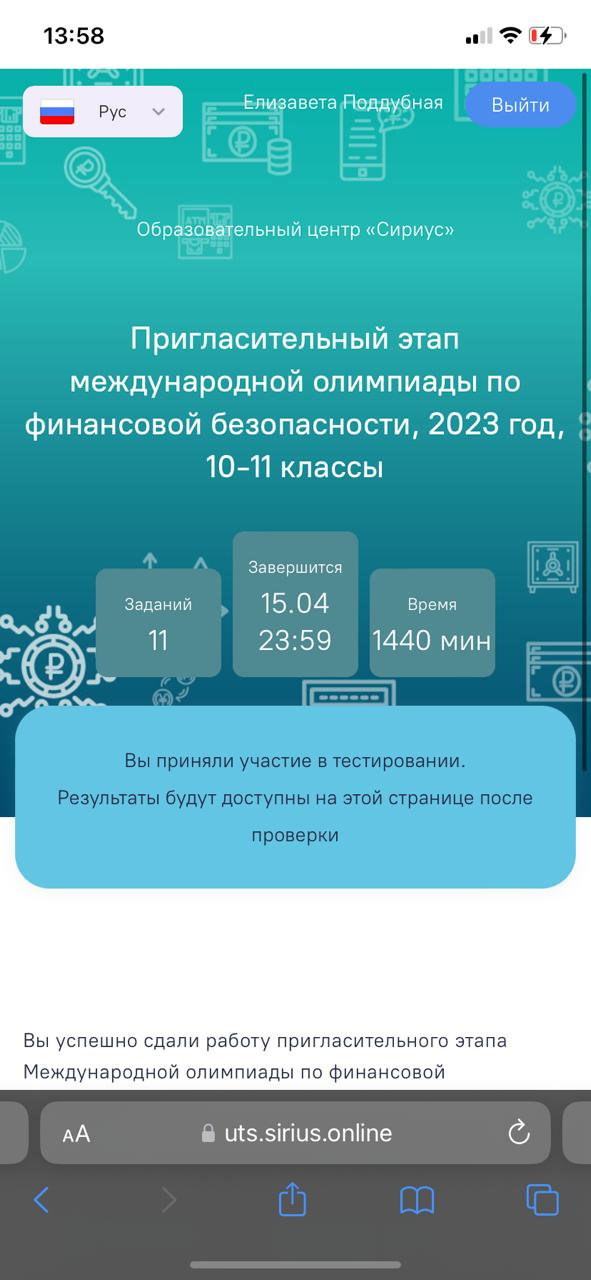 13:58
Рус
Елизавета Поддубная
Выйти
Образовательный центр «Сириус»
Пригласительный этап
международной олимпиады по
финансовой безопасности, 2023 год,
10-11 классы
Заданий
11
Завершится
15.04
23:59
Время
1440 мин
Вы приняли участие в тестировании.
Результаты будут доступны на этой странице после
проверки
Вы успешно сдали работу пригласительного этапа
Международной олимпиады по финансовой
AA
uts.sirius.online